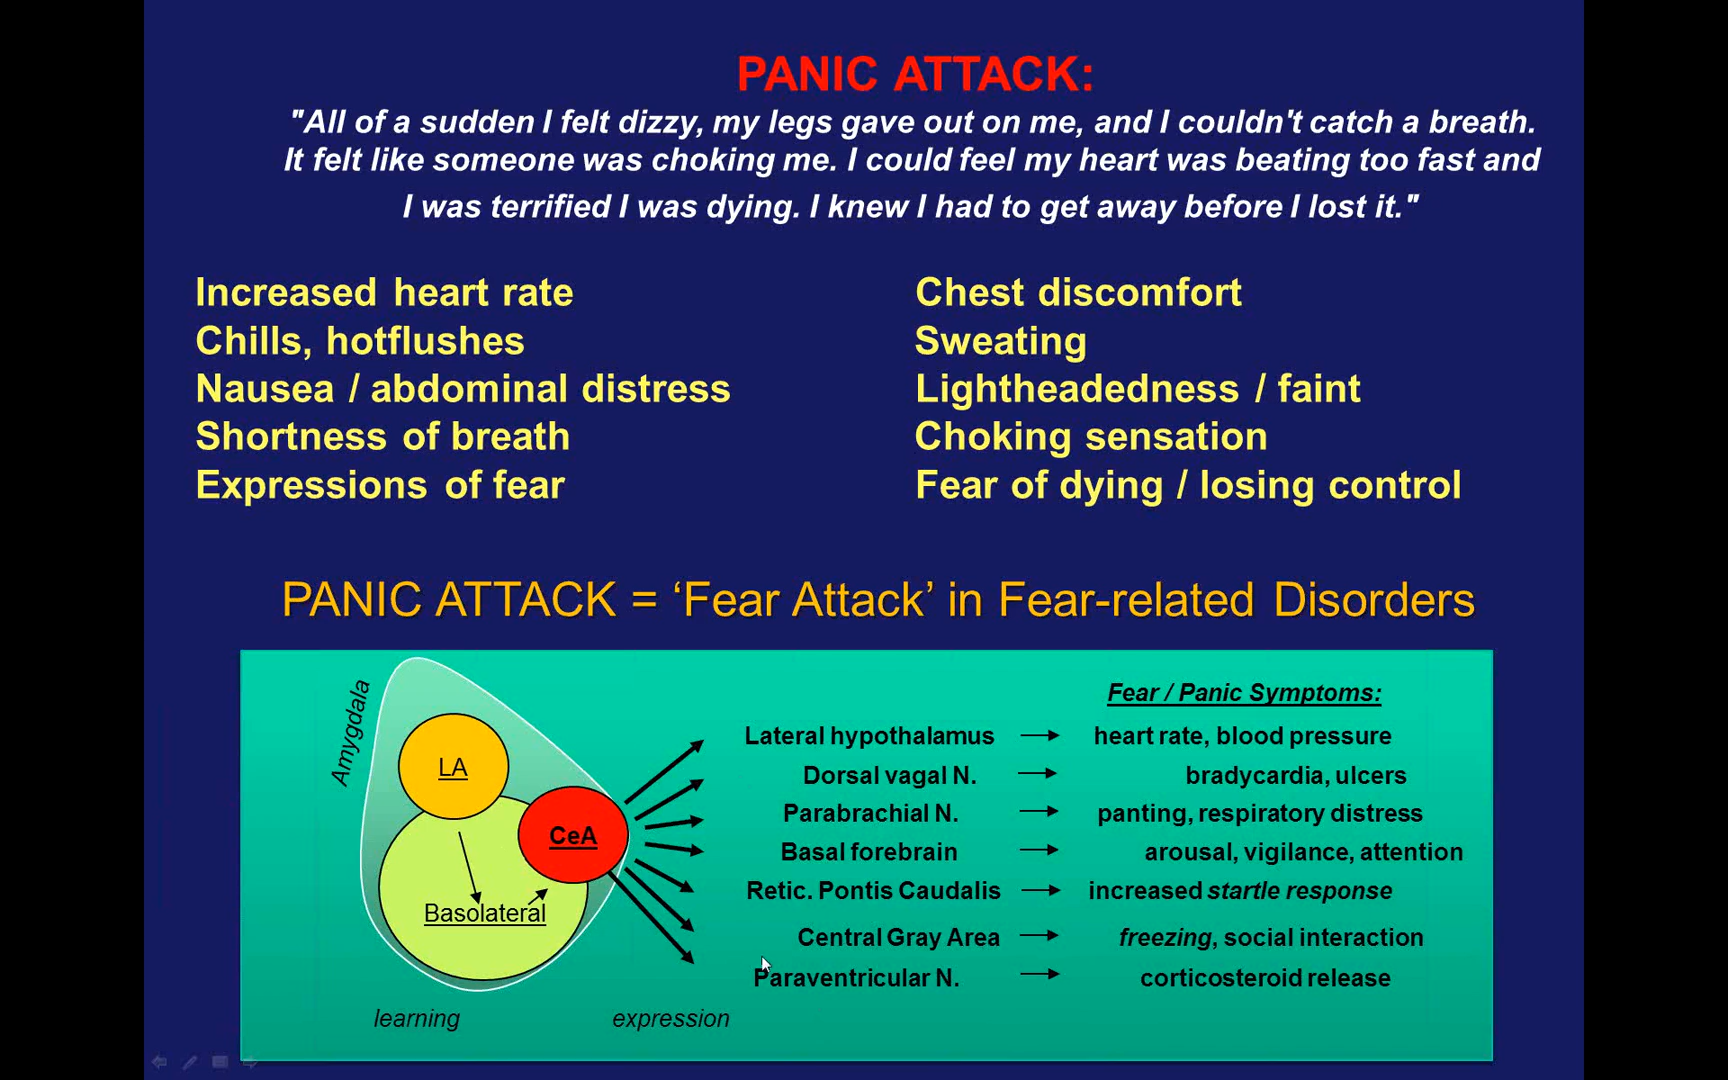 PANIC ATTACK:
"All of a sudden I felt dizzy, my legs gave out on me, and I couldn't catch a breath.
It felt like someone was choking me. I could feel my heart was beating too fast and
I was terrified I was dying. I knew I had to get away before I lost it."
Increased heart rate
Chills, hotflushes
Nausea / abdominal distress
Shortness of breath
Expressions of fear
Chest discomfort
Sweating
Lightheadedness / faint
Choking sensation
Fear of dying / losing control
PANIC ATTACK = ‘Fear Attack’ in Fear-related Disorders
Amygdala
LA
CeA
Basolateral
learning
expression
Fear / Panic Symptoms:
Lateral hypothalamus → heart rate, blood pressure
Dorsal vagal N. → bradycardia, ulcers
Parabrachial N. → panting, respiratory distress
Basal forebrain → arousal, vigilance, attention
Retic. Pontis Caudalis → increased startle response
Central Gray Area → freezing, social interaction
Paraventricular N. → corticosteroid release